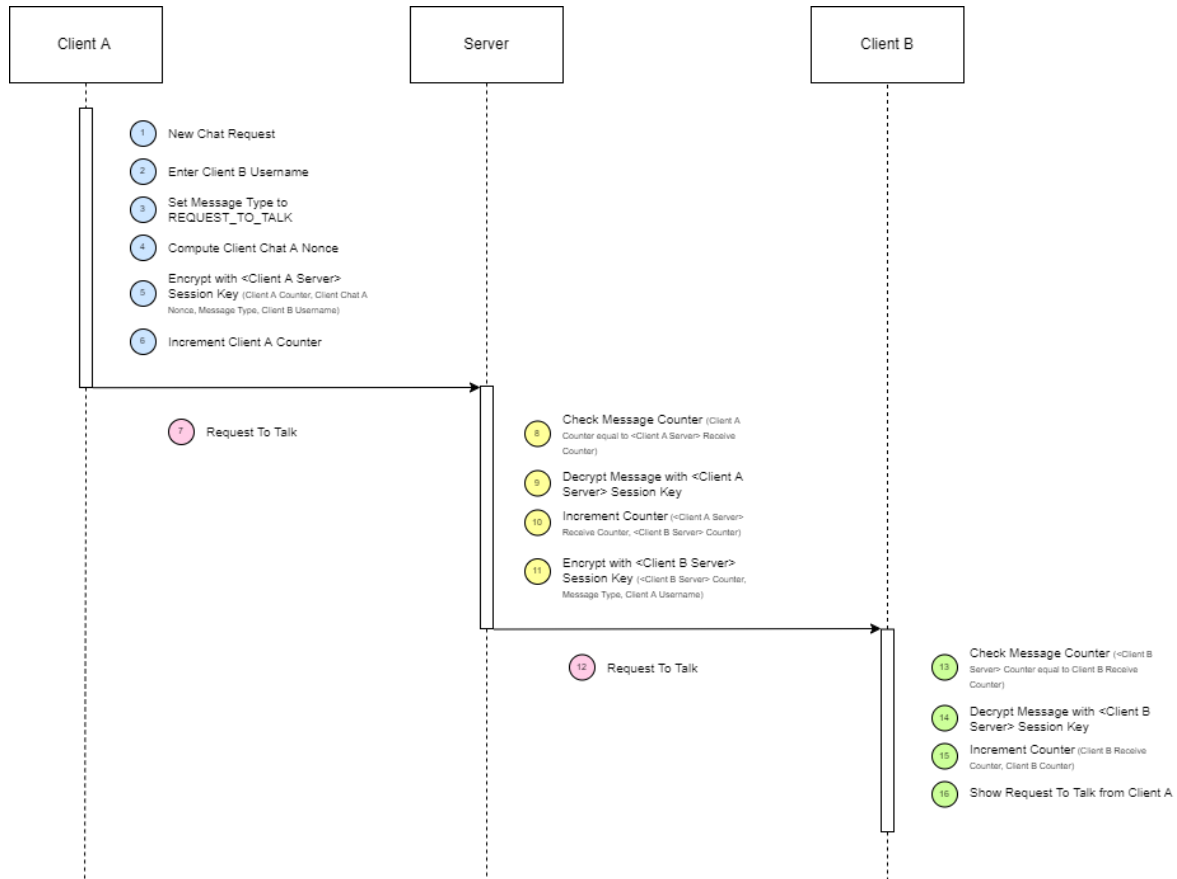 Client A
Server
Client B
1
New Chat Request
2
Enter Client B Username
3
Set Message Type to
REQUEST_TO_TALK
4
Compute Client Chat A Nonce
5
Encrypt with <Client A Server>
Session Key (Client A Counter, Client Chat A
Nonce, Message Type, Client B Username)
6
Increment Client A Counter
7
Request To Talk
8
Check Message Counter (Client A
Counter equal to <Client A Server> Receive
Counter)
9
Decrypt Message with <Client A
Server> Session Key
10
Increment Counter (<Client A Server>
Receive Counter, <Client B Server> Counter)
11
Encrypt with <Client B Server>
Session Key (<Client B Server> Counter,
Message Type, Client A Username)
12
Request To Talk
13
Check Message Counter (<Client B
Server> Counter equal to Client B Receive
Counter)
14
Decrypt Message with <Client B
Server> Session Key
15
Increment Counter (Client B Receive
Counter, Client B Counter)
16
Show Request To Talk from Client A